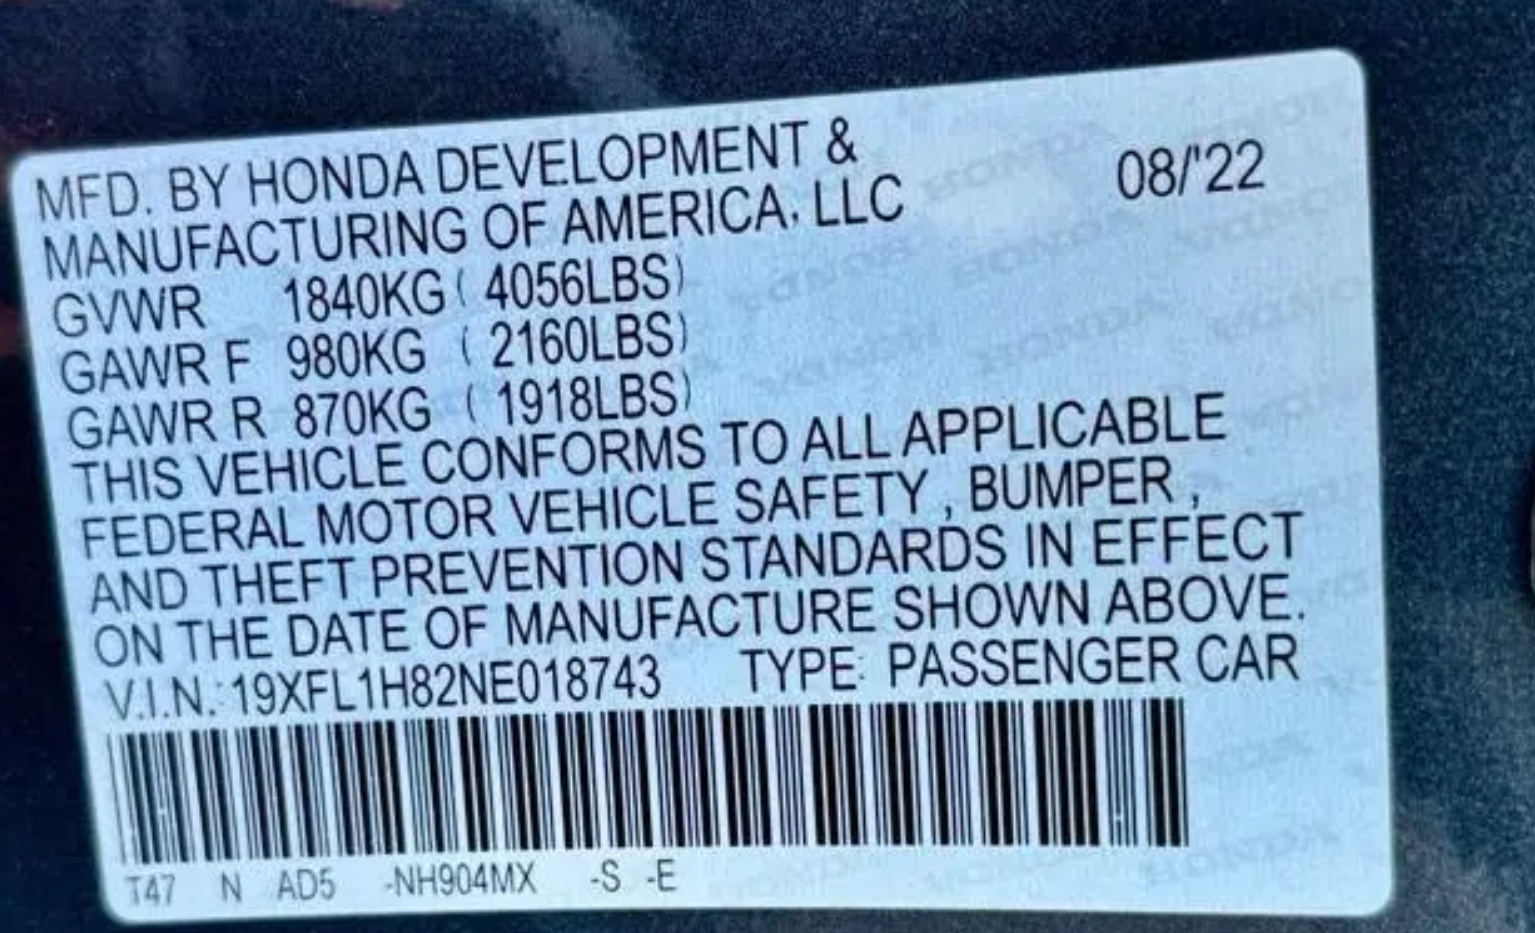 MFD. BY HONDA DEVELOPMENT &
MANUFACTURING OF AMERICA, LLC 08/'22
GVWR 1840KG ( 4056LBS)
GAWR F 980KG ( 2160LBS)
GAWR R 870KG ( 1918LBS)
THIS VEHICLE CONFORMS TO ALL APPLICABLE
FEDERAL MOTOR VEHICLE SAFETY , BUMPER ,
AND THEFT PREVENTION STANDARDS IN EFFECT
ON THE DATE OF MANUFACTURE SHOWN ABOVE.
V.I.N.: 19XFL1H82NE018743 TYPE: PASSENGER CAR
T47 N AD5 -NH904MX -S -E